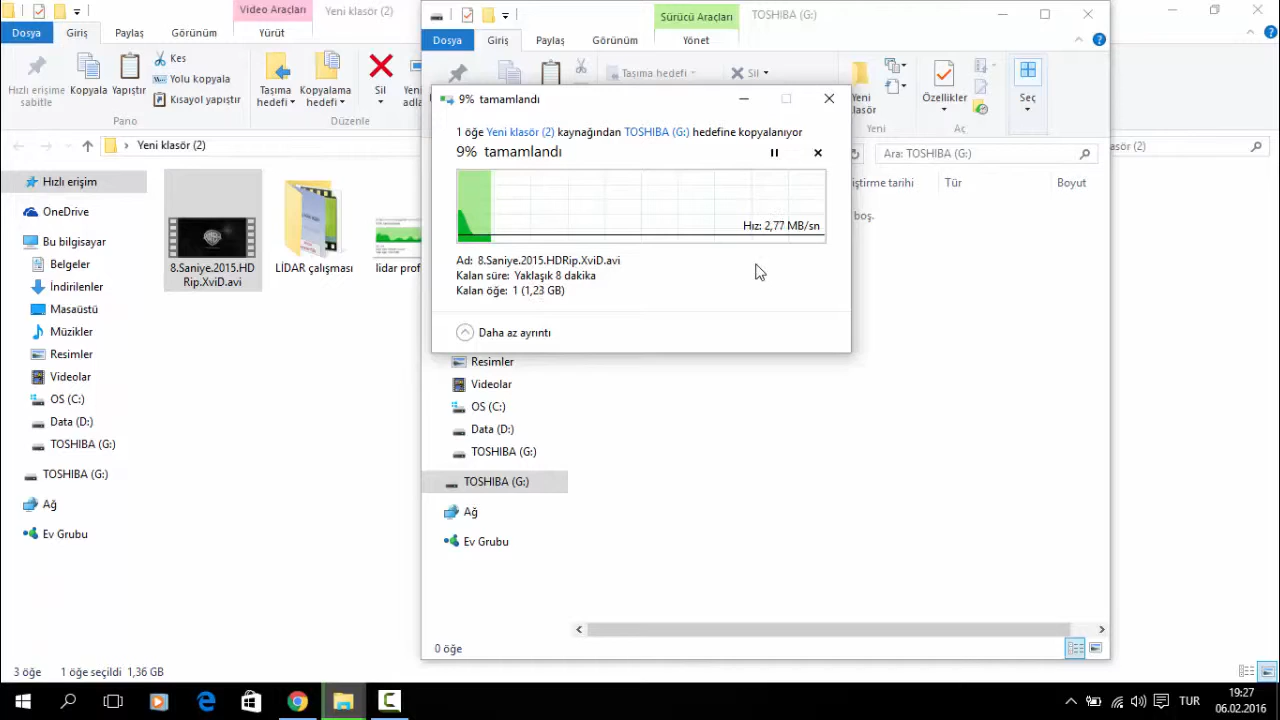 Video Araçları
Yeni klasör (2)
Dosya
Giriş
Paylaş
Görünüm
Yürüt
Hızlı erişime sabitle
Kopyala
Yapıştır
Kes
Yolu kopyala
Kısayol yapıştır
Pano
Taşıma hedefi
Kopyalama hedefi
Sil
Düzenle
Yeni klasör (2)
Hızlı erişim
OneDrive
Bu bilgisayar
Belgeler
İndirilenler
Masaüstü
Müzikler
Resimler
Videolar
OS (C:)
Data (D:)
TOSHIBA (G:)
TOSHIBA (G:)
Ağ
Ev Grubu
8.Saniye.2015.HD
Rip.XviD.avi
LİDAR çalışması
lidar prof
3 öğe
1 öğe seçildi 1,36 GB
Sürücü Araçları
TOSHIBA (G:)
Dosya
Giriş
Paylaş
Görünüm
Yönet
Taşıma hedefi
Sil
Yeni klasör
Yeni
Özellikler
Aç
Seç
Ara: TOSHIBA (G:)
Tür
Boyut
boş.
9% tamamlandı
1 öğe Yeni klasör (2) kaynağından TOSHIBA (G:) hedefine kopyalanıyor
9% tamamlandı
Hız: 2,77 MB/sn
Ad: 8.Saniye.2015.HDRip.XviD.avi
Kalan süre: Yaklaşık 8 dakika
Kalan öğe: 1 (1,23 GB)
Daha az ayrıntı
Resimler
Videolar
OS (C:)
Data (D:)
TOSHIBA (G:)
TOSHIBA (G:)
Ağ
Ev Grubu
0 öğe
TUR
19:27
06.02.2016